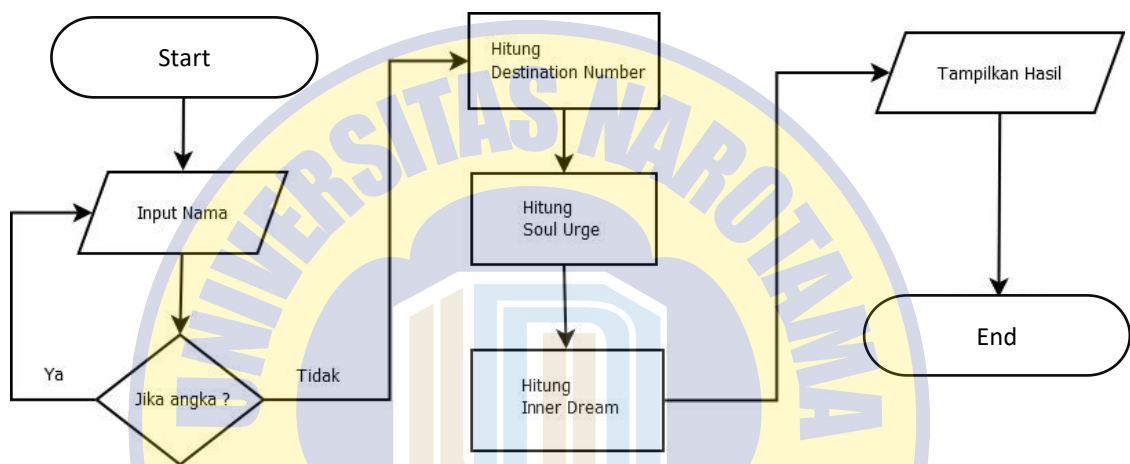 Start
Input Nama
Jika angka ?
Ya
Tidak
Hitung
Destination Number
Hitung
Soul Urge
Hitung
Inner Dream
Tampilkan Hasil
End
UNIVERSITAS NAROTAMA